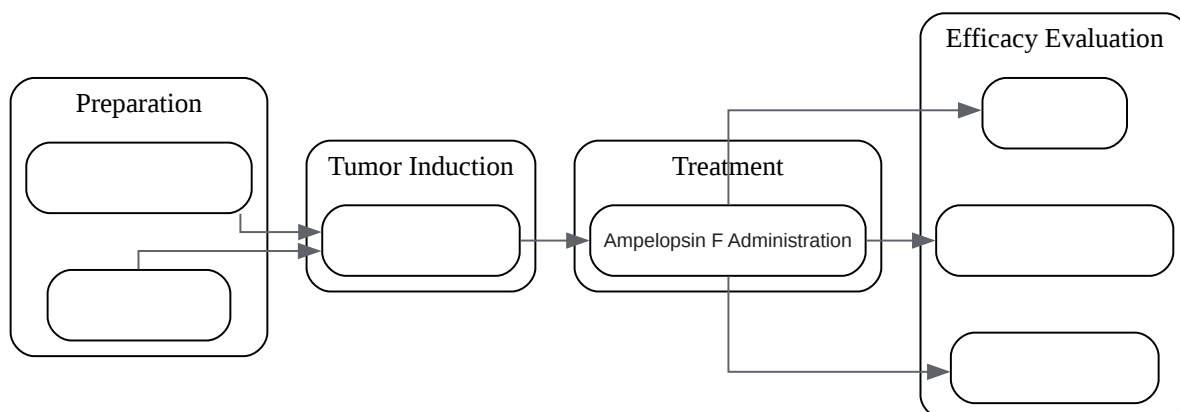 Efficacy Evaluation
Preparation
Tumor Induction
Treatment
Ampelopsin F Administration